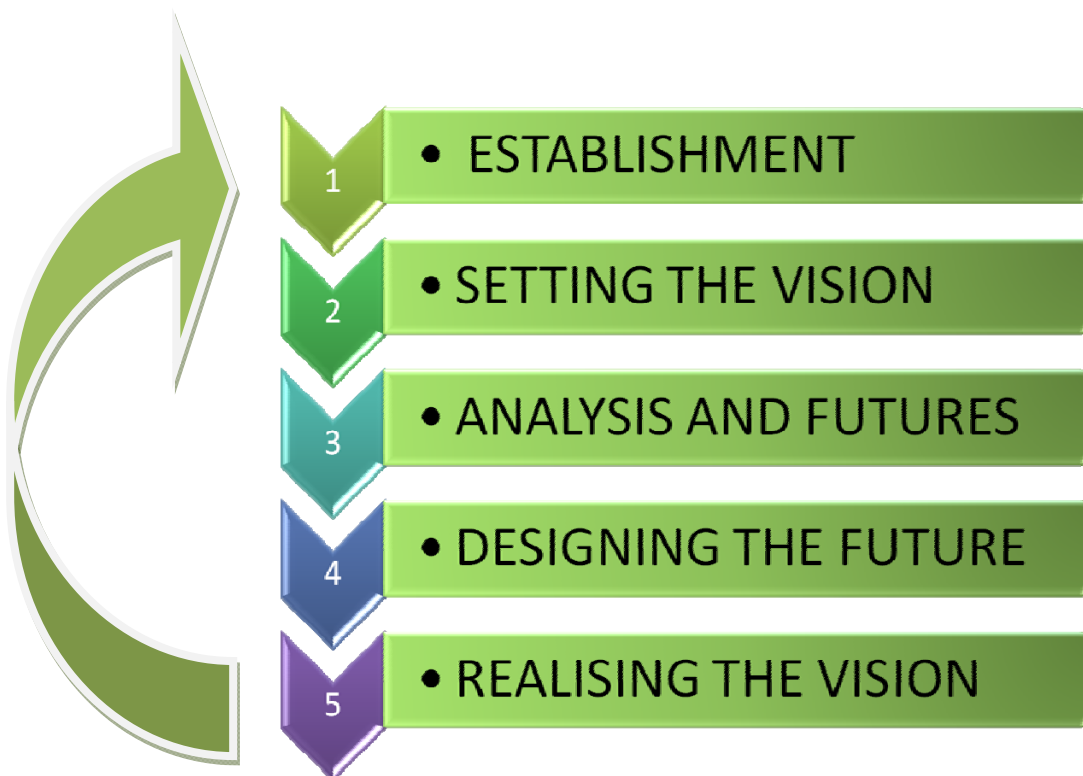 1 • ESTABLISHMENT
2 • SETTING THE VISION
3 • ANALYSIS AND FUTURES
4 • DESIGNING THE FUTURE
5 • REALISING THE VISION